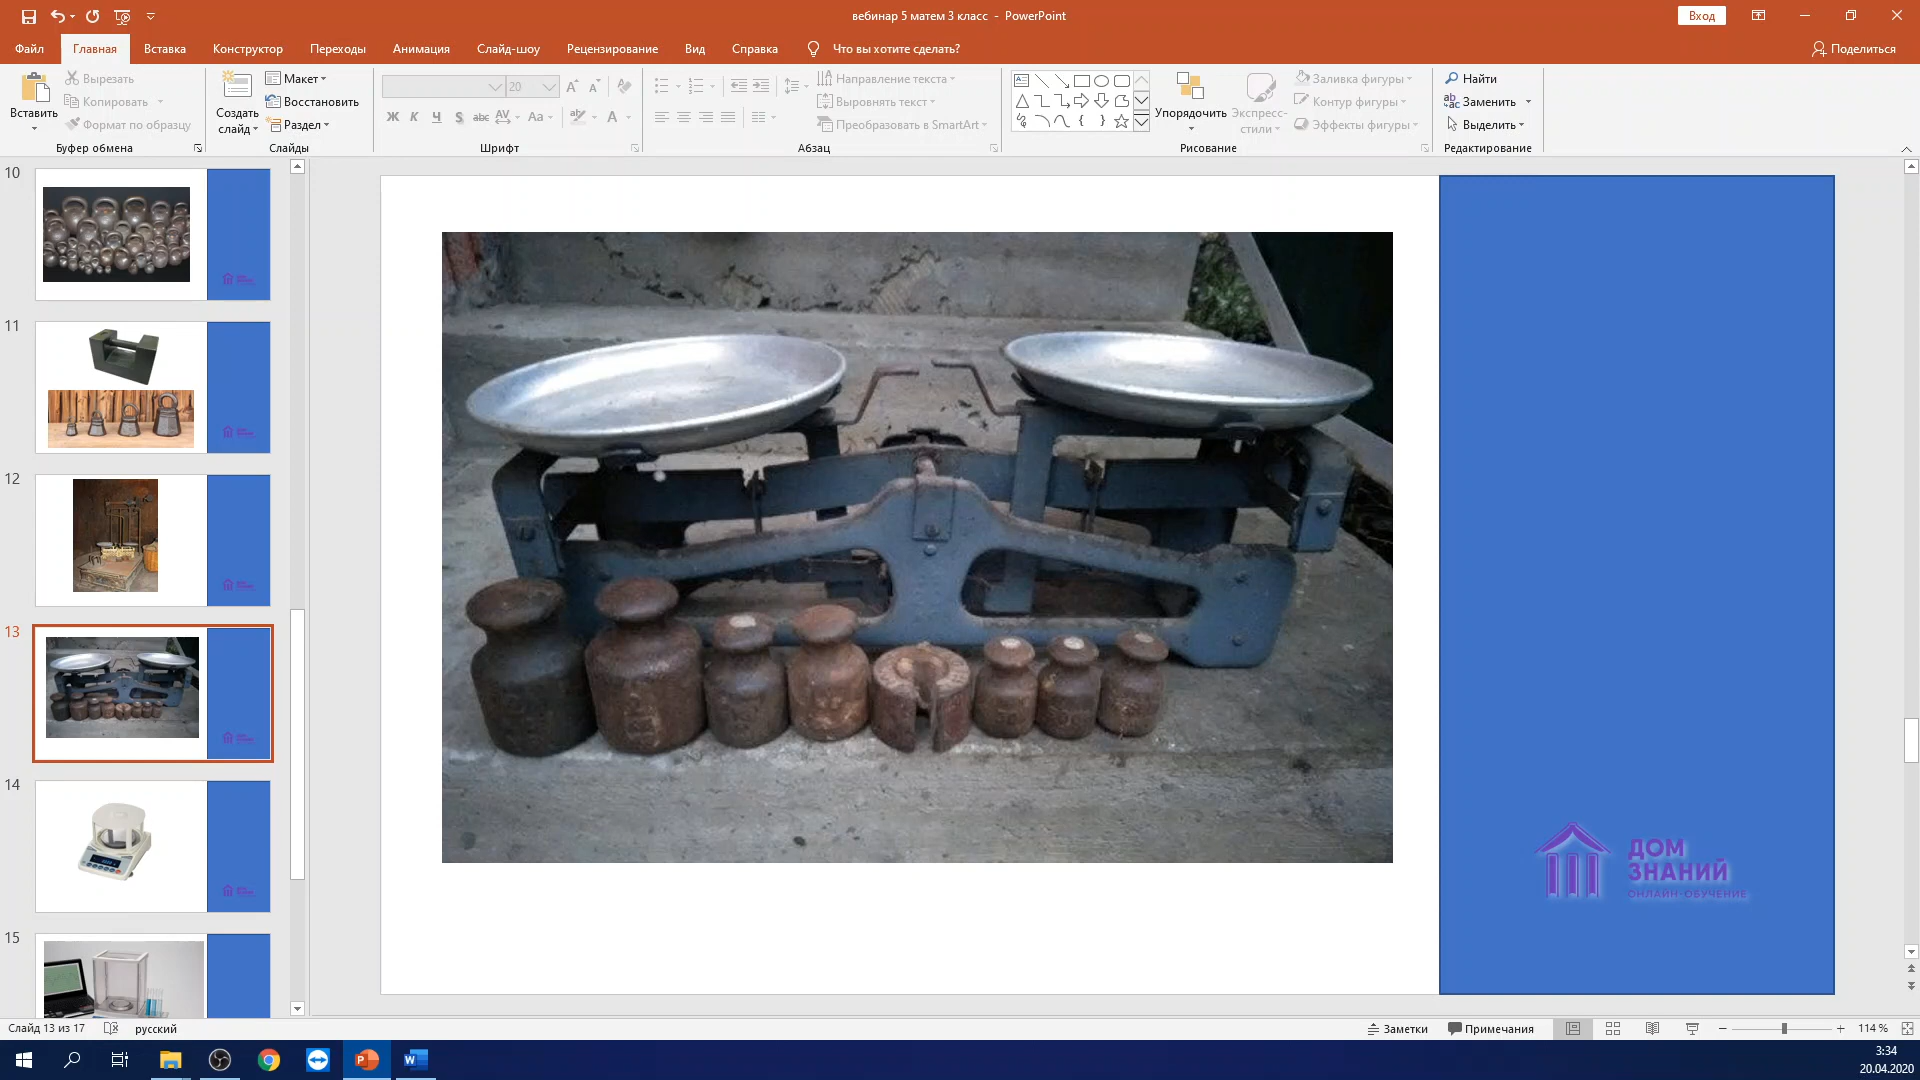 вебинар 5 матем 3 класс - PowerPoint
Вход
Файл
Главная
Вставка
Конструктор
Переходы
Анимация
Слайд-шоу
Рецензирование
Вид
Справка
Что вы хотите сделать?
Поделиться
Вставить
Вырезать
Копировать
Формат по образцу
Буфер обмена
Создать слайд
Макет
Восстановить
Раздел
Слайды
20
Ж К Ч S abc AV Aa
Шрифт
Направление текста
Выровнять текст
Преобразовать в SmartArt
Абзац
Упорядочить
Экспресс-стили
Заливка фигуры
Контур фигуры
Эффекты фигуры
Рисование
Найти
Заменить
Выделить
Редактирование
10
11
12
13
14
15
ДОМ
ЗНАНИЙ
ОНЛАЙН-ОБУЧЕНИЕ
Слайд 13 из 17
русский
Заметки
Примечания
114 %
3:34
20.04.2020